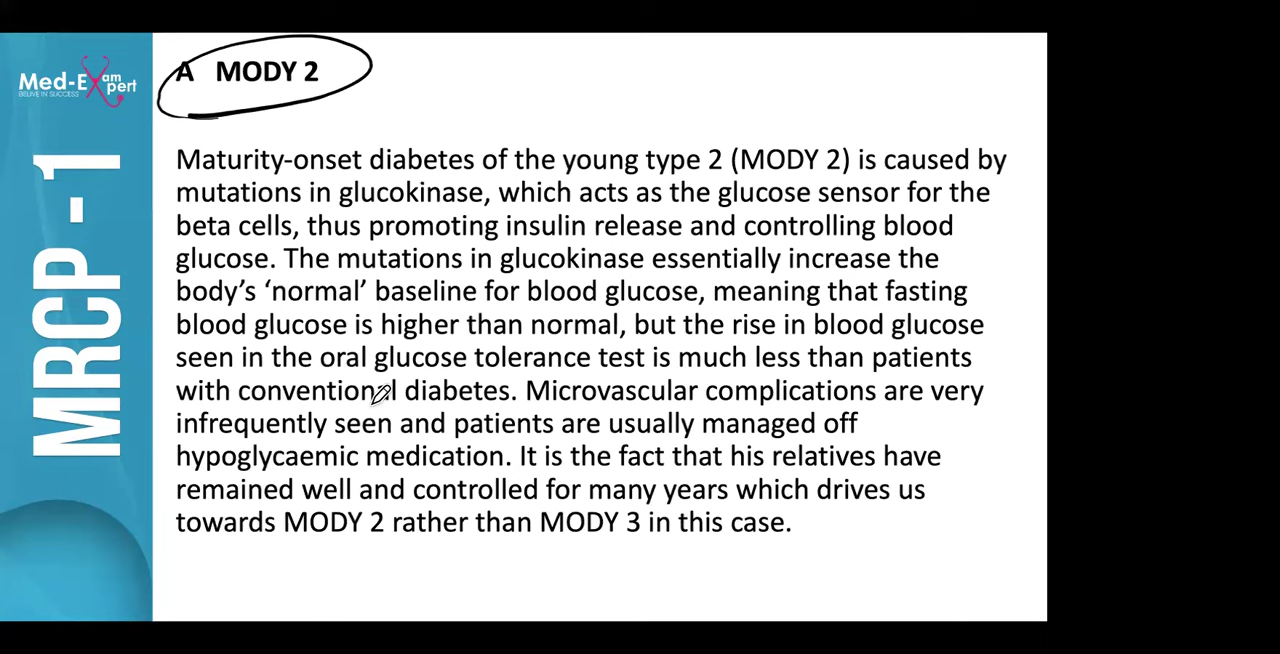 Med-Exam
pert
BELIVE IN SUCCESS
MRCP - 1
A MODY 2
Maturity-onset diabetes of the young type 2 (MODY 2) is caused by
mutations in glucokinase, which acts as the glucose sensor for the
beta cells, thus promoting insulin release and controlling blood
glucose. The mutations in glucokinase essentially increase the
body’s ‘normal’ baseline for blood glucose, meaning that fasting
blood glucose is higher than normal, but the rise in blood glucose
seen in the oral glucose tolerance test is much less than patients
with conventional diabetes. Microvascular complications are very
infrequently seen and patients are usually managed off
hypoglycaemic medication. It is the fact that his relatives have
remained well and controlled for many years which drives us
towards MODY 2 rather than MODY 3 in this case.